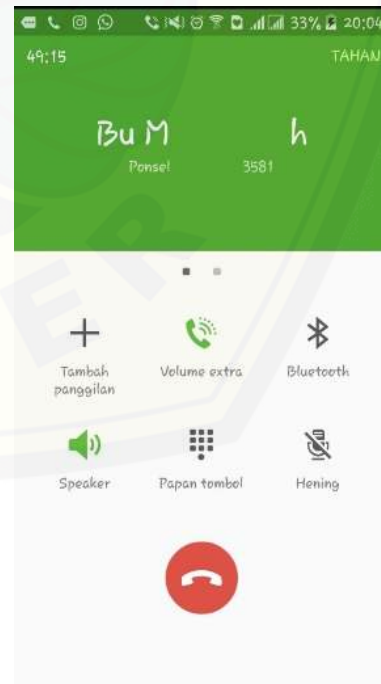 33% 20:04
49:15 TAHAN
Bu M h
Ponsel 3581
Tambah panggilan
Volume extra
Bluetooth
Speaker
Papan tombol
Hening